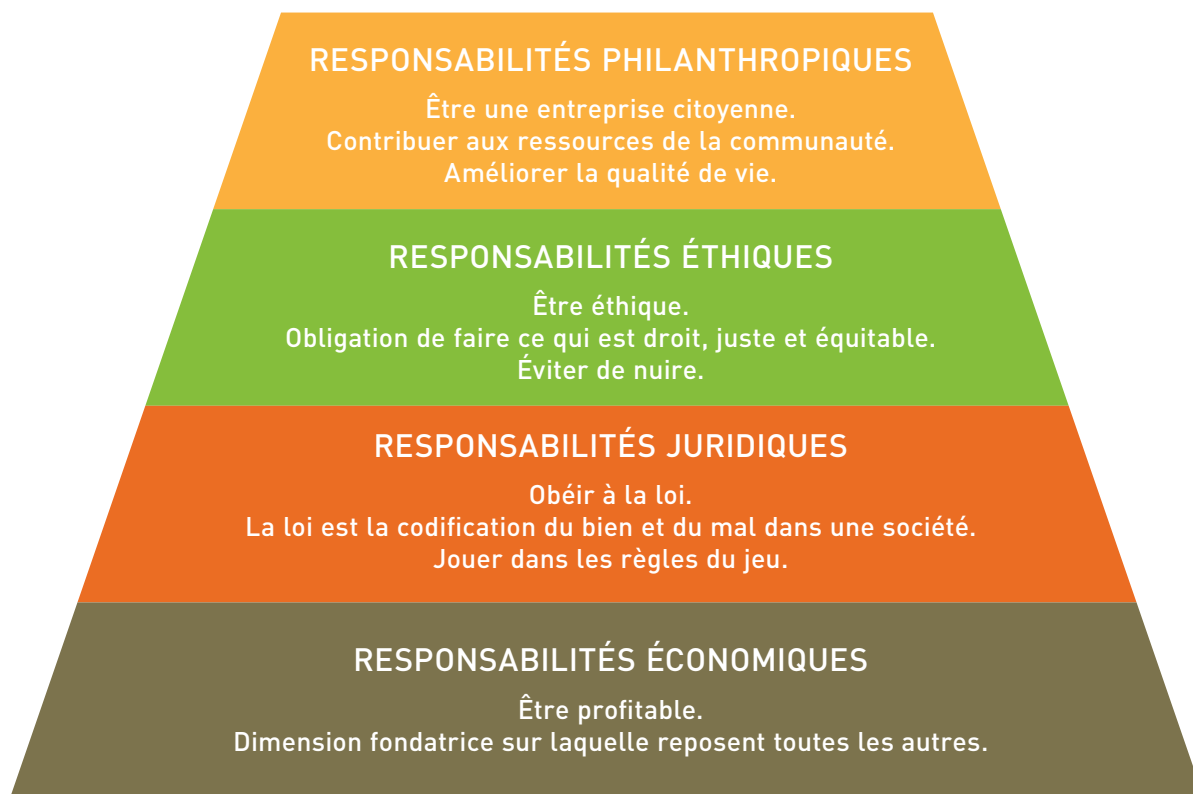 RESPONSABILITÉS PHILANTHROPIQUES
Être une entreprise citoyenne.
Contribuer aux ressources de la communauté.
Améliorer la qualité de vie.
RESPONSABILITÉS ÉTHIQUES
Être éthique.
Obligation de faire ce qui est droit, juste et équitable.
Éviter de nuire.
RESPONSABILITÉS JURIDIQUES
Obéir à la loi.
La loi est la codification du bien et du mal dans une société.
Jouer dans les règles du jeu.
RESPONSABILITÉS ÉCONOMIQUES
Être profitable.
Dimension fondatrice sur laquelle reposent toutes les autres.